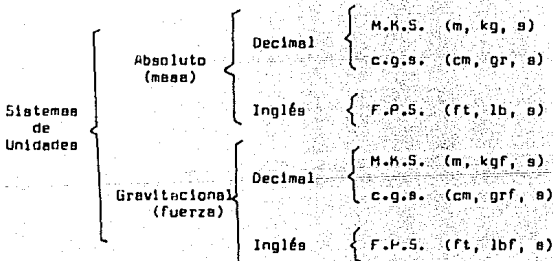 Sistemas
de
Unidades
Absoluto
(masa)
Decimal
M.K.S. (m, kg, s)
c.g.s. (cm, gr, s)
Inglés
F.P.S. (ft, lb, s)
Gravitacional
(fuerza)
Decimal
M.K.S. (m, kgf, s)
c.g.s. (cm, grf, s)
Inglés
F.P.S. (ft, lbf, s)